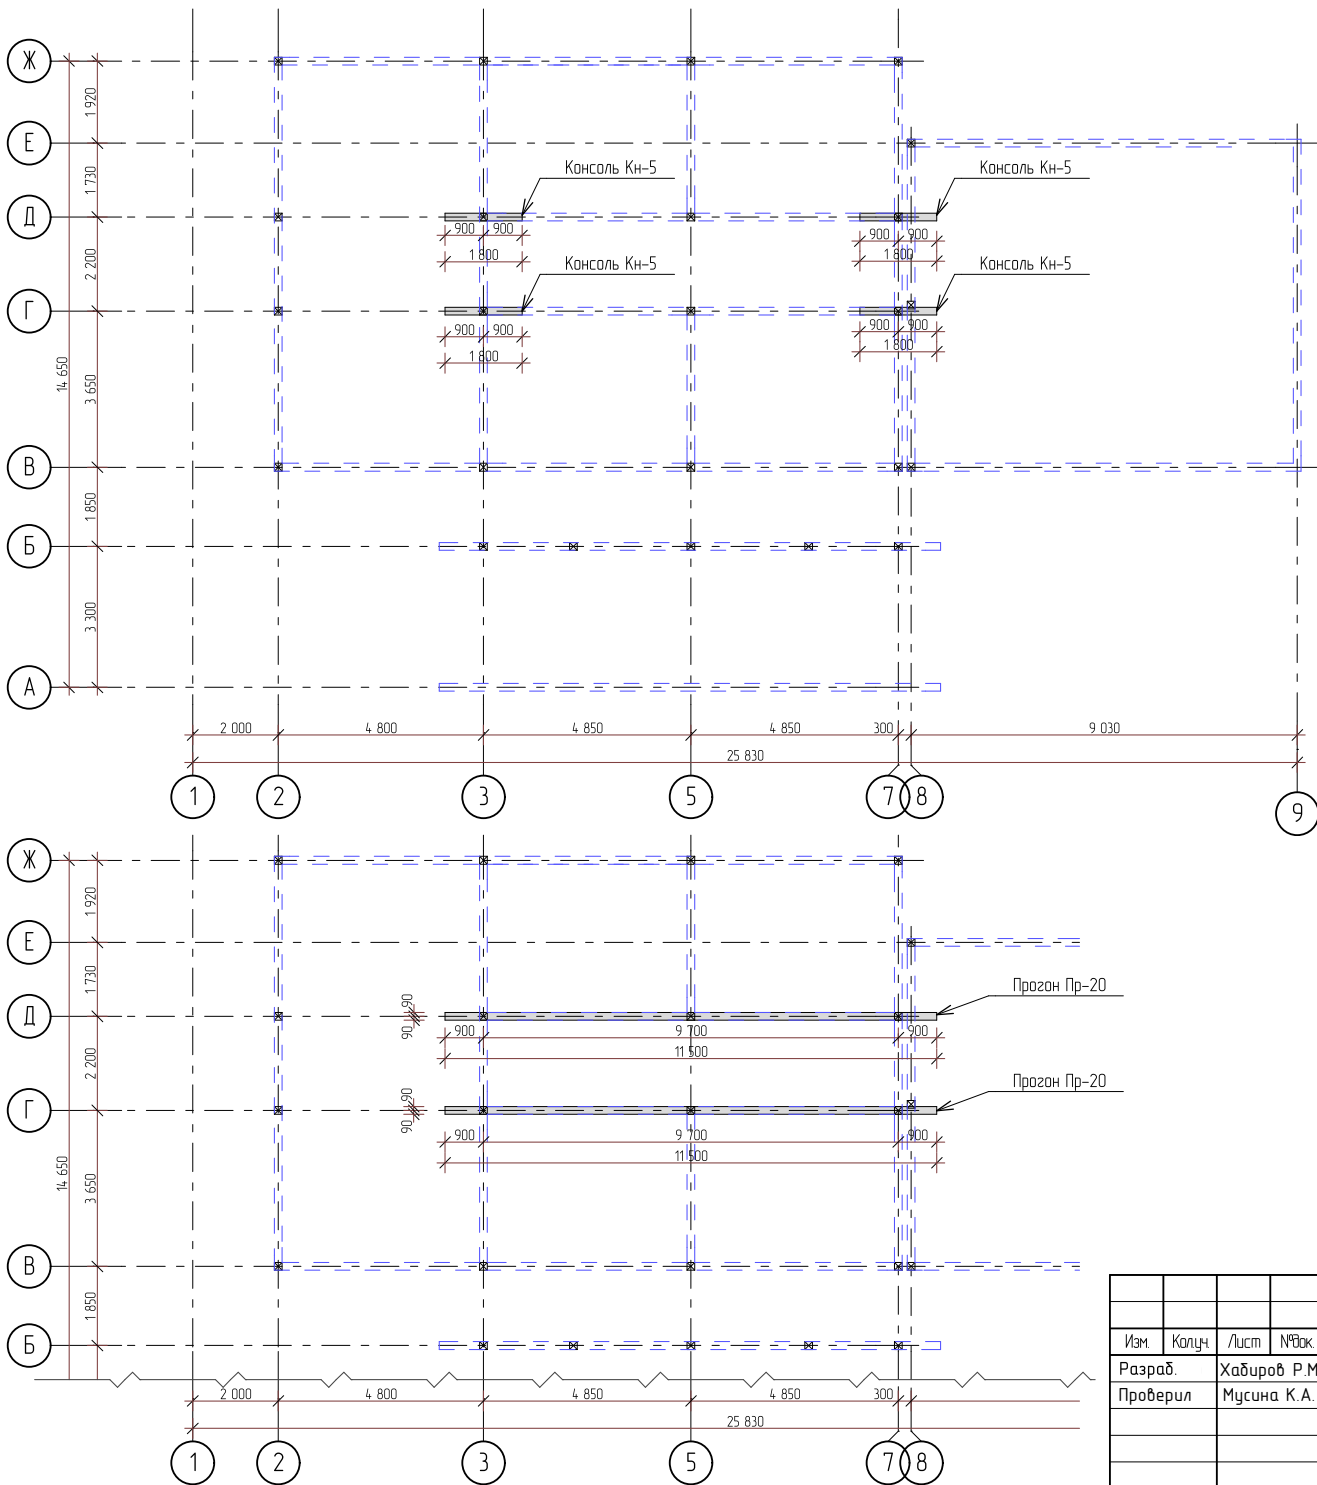 Ж
Е
Д
Г
В
Б
А
1 920
1 730
2 200
3 650
1 850
3 300
14 650
Консоль Кн-5
Консоль Кн-5
900 900
1 800
900 900
1 800
Консоль Кн-5
Консоль Кн-5
900 900
1 800
900 900
1 800
2 000 4 800 4 850 4 850 300 9 030
25 830
1 2 3 5 7 8 9
Ж
Е
Д
Г
В
Б
1 920
1 730
2 200
3 650
1 850
14 650
Прогон Пр-20
90 90
900 9 700 900
11 500
Прогон Пр-20
90 90
900 9 700 900
11 500
2 000 4 800 4 850 4 850 300
25 830
1 2 3 5 7 8
Изм. Кол.уч. Лист №док.
Разраб. Хабиров Р.М
Проверил Мусина К.А.